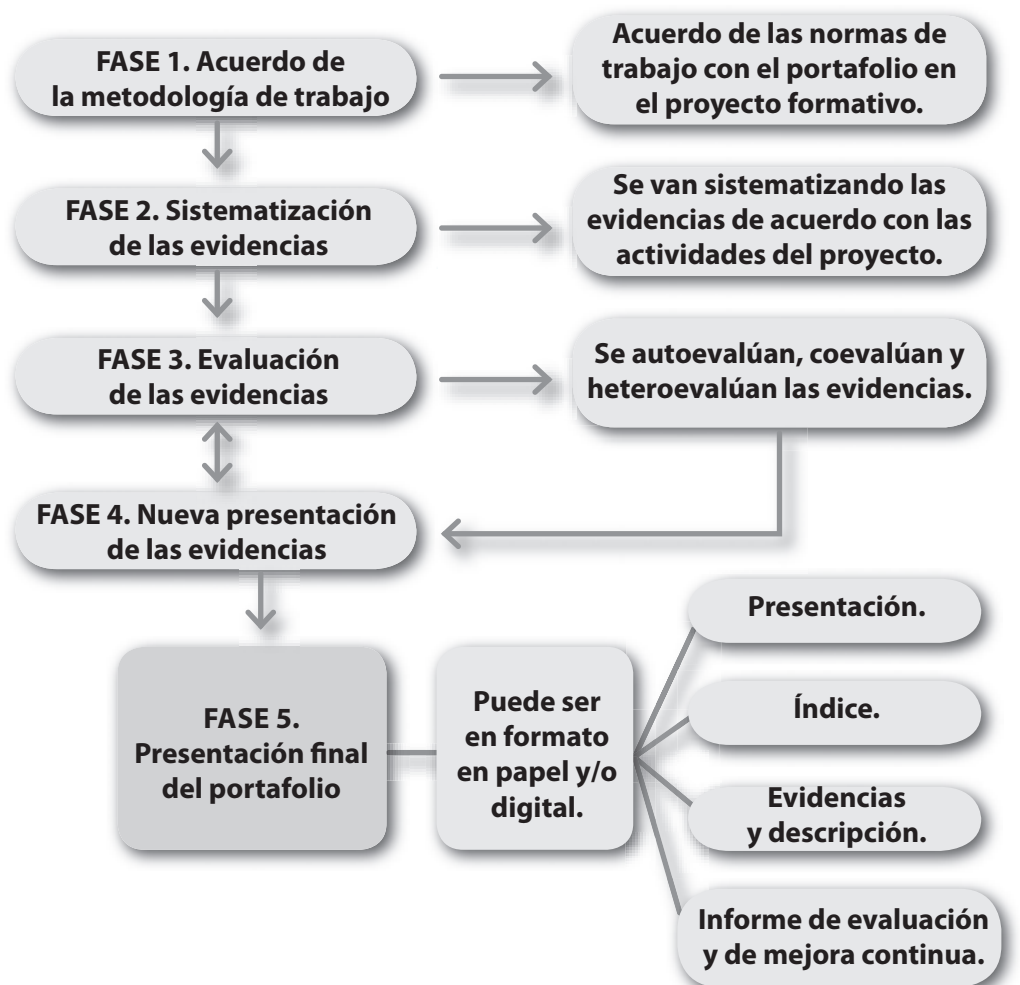 FASE 1. Acuerdo de
la metodología de trabajo
Acuerdo de las normas de
trabajo con el portafolio en
el proyecto formativo.
FASE 2. Sistematización
de las evidencias
Se van sistematizando las
evidencias de acuerdo con las
actividades del proyecto.
FASE 3. Evaluación
de las evidencias
Se autoevalúan, coevalúan y
heteroevalúan las evidencias.
FASE 4. Nueva presentación
de las evidencias
FASE 5.
Presentación final
del portafolio
Puede ser
en formato
en papel y/o
digital.
Presentación.
Índice.
Evidencias
y descripción.
Informe de evaluación
y de mejora continua.